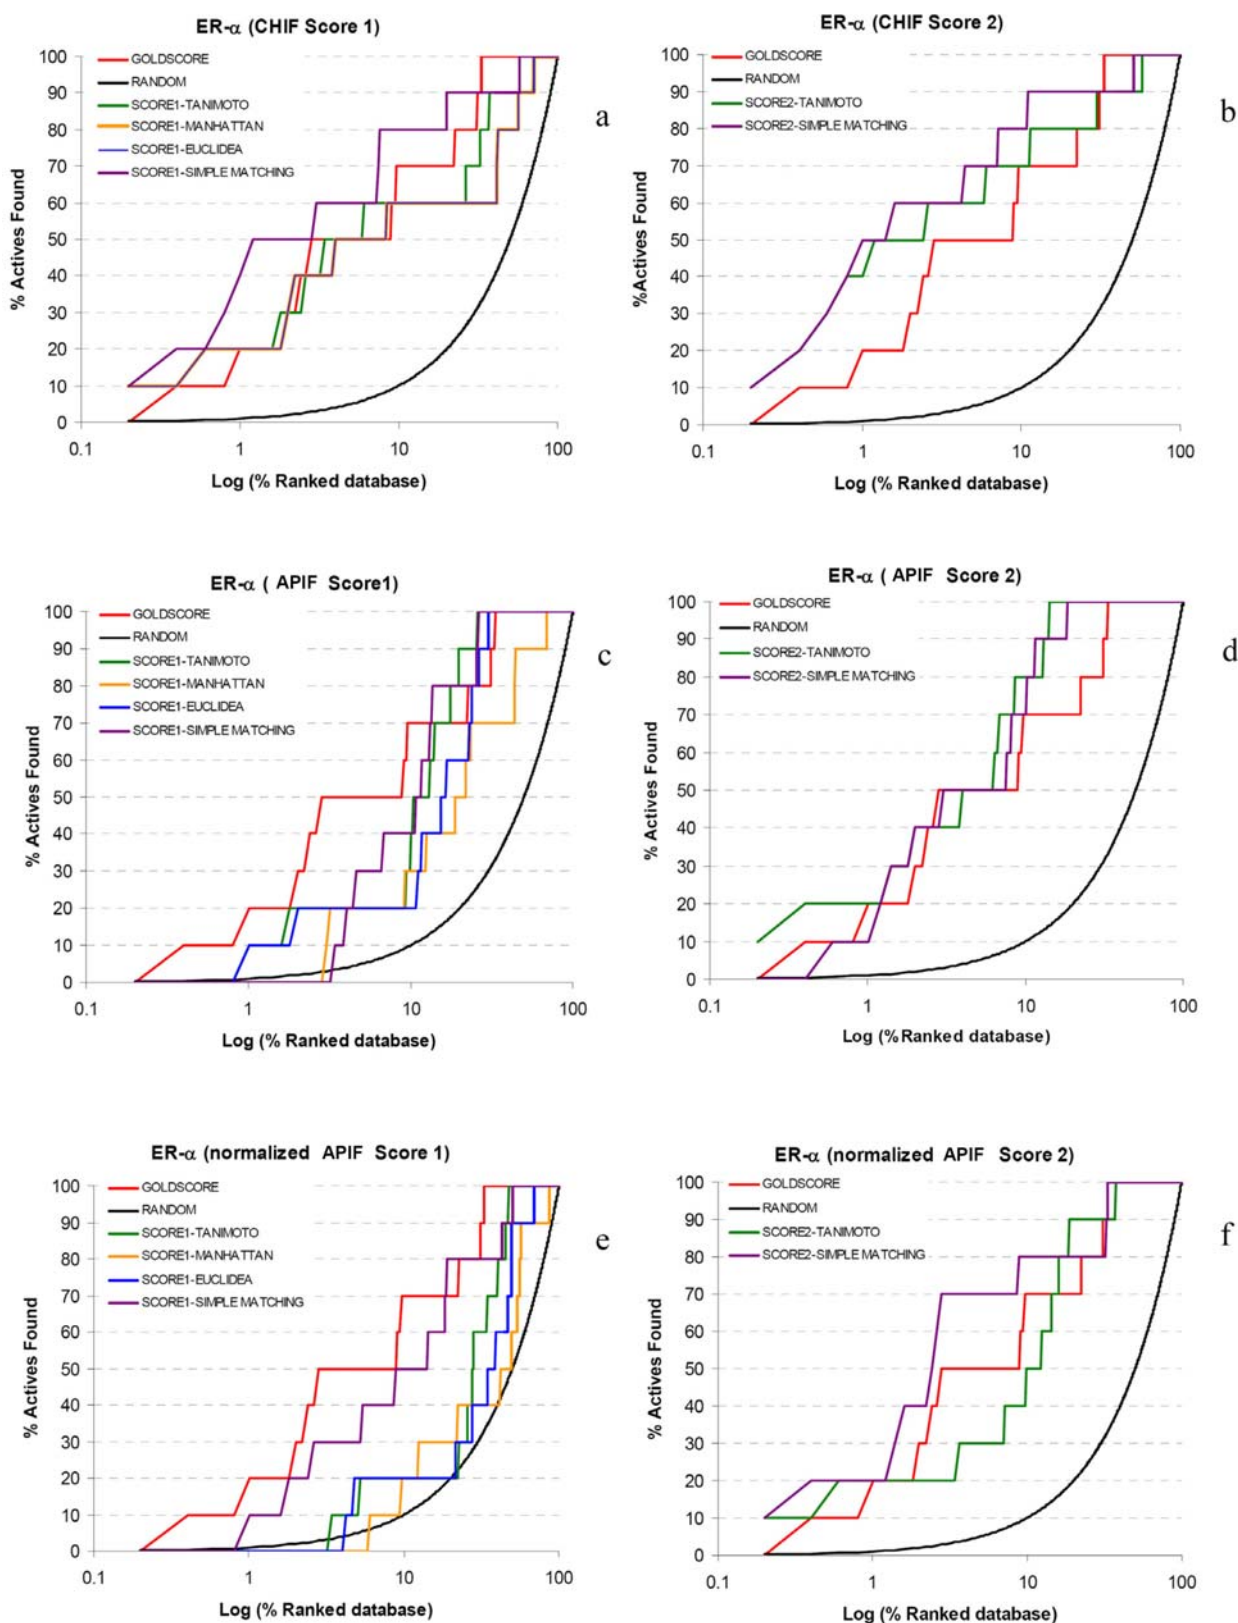 ER-α (CHIF Score 1)
100
90
80
70
60
50
40
30
20
10
0
% Actives Found
GOLDSCORE
RANDOM
SCORE1-TANIMOTO
SCORE1-MANHATTAN
SCORE1-EUCLIDEA
SCORE1-SIMPLE MATCHING
a
0.1
1
10
100
Log (% Ranked database)
ER-α (CHIF Score 2)
100
90
80
70
60
50
40
30
20
10
0
%Actives Found
GOLDSCORE
RANDOM
SCORE2-TANIMOTO
SCORE2-SIMPLE MATCHING
b
0.1
1
10
100
Log (% Ranked database)
ER-α ( APIF Score1)
100
90
80
70
60
50
40
30
20
10
0
% Actives Found
GOLDSCORE
RANDOM
SCORE1-TANIMOTO
SCORE1-MANHATTAN
SCORE1-EUCLIDEA
SCORE1-SIMPLE MATCHING
c
0.1
1
10
100
Log (% Ranked database)
ER-α ( APIF Score 2)
100
90
80
70
60
50
40
30
20
10
0
% Actives Found
GOLDSCORE
RANDOM
SCORE2-TANIMOTO
SCORE2-SIMPLE MATCHING
d
0.1
1
10
100
Log (%Ranked database)
ER-α (normalized APIF Score 1)
100
90
80
70
60
50
40
30
20
10
0
% Actives Found
GOLDSCORE
RANDOM
SCORE1-TANIMOTO
SCORE1-MANHATTAN
SCORE1-EUCLIDEA
SCORE1-SIMPLE MATCHING
e
0.1
1
10
100
Log (% Ranked database)
ER-α (normalized APIF Score 2)
100
90
80
70
60
50
40
30
20
10
0
% Actives Found
GOLDSCORE
RANDOM
SCORE2-TANIMOTO
SCORE2-SIMPLE MATCHING
f
0.1
1
10
100
Log (% Ranked database)